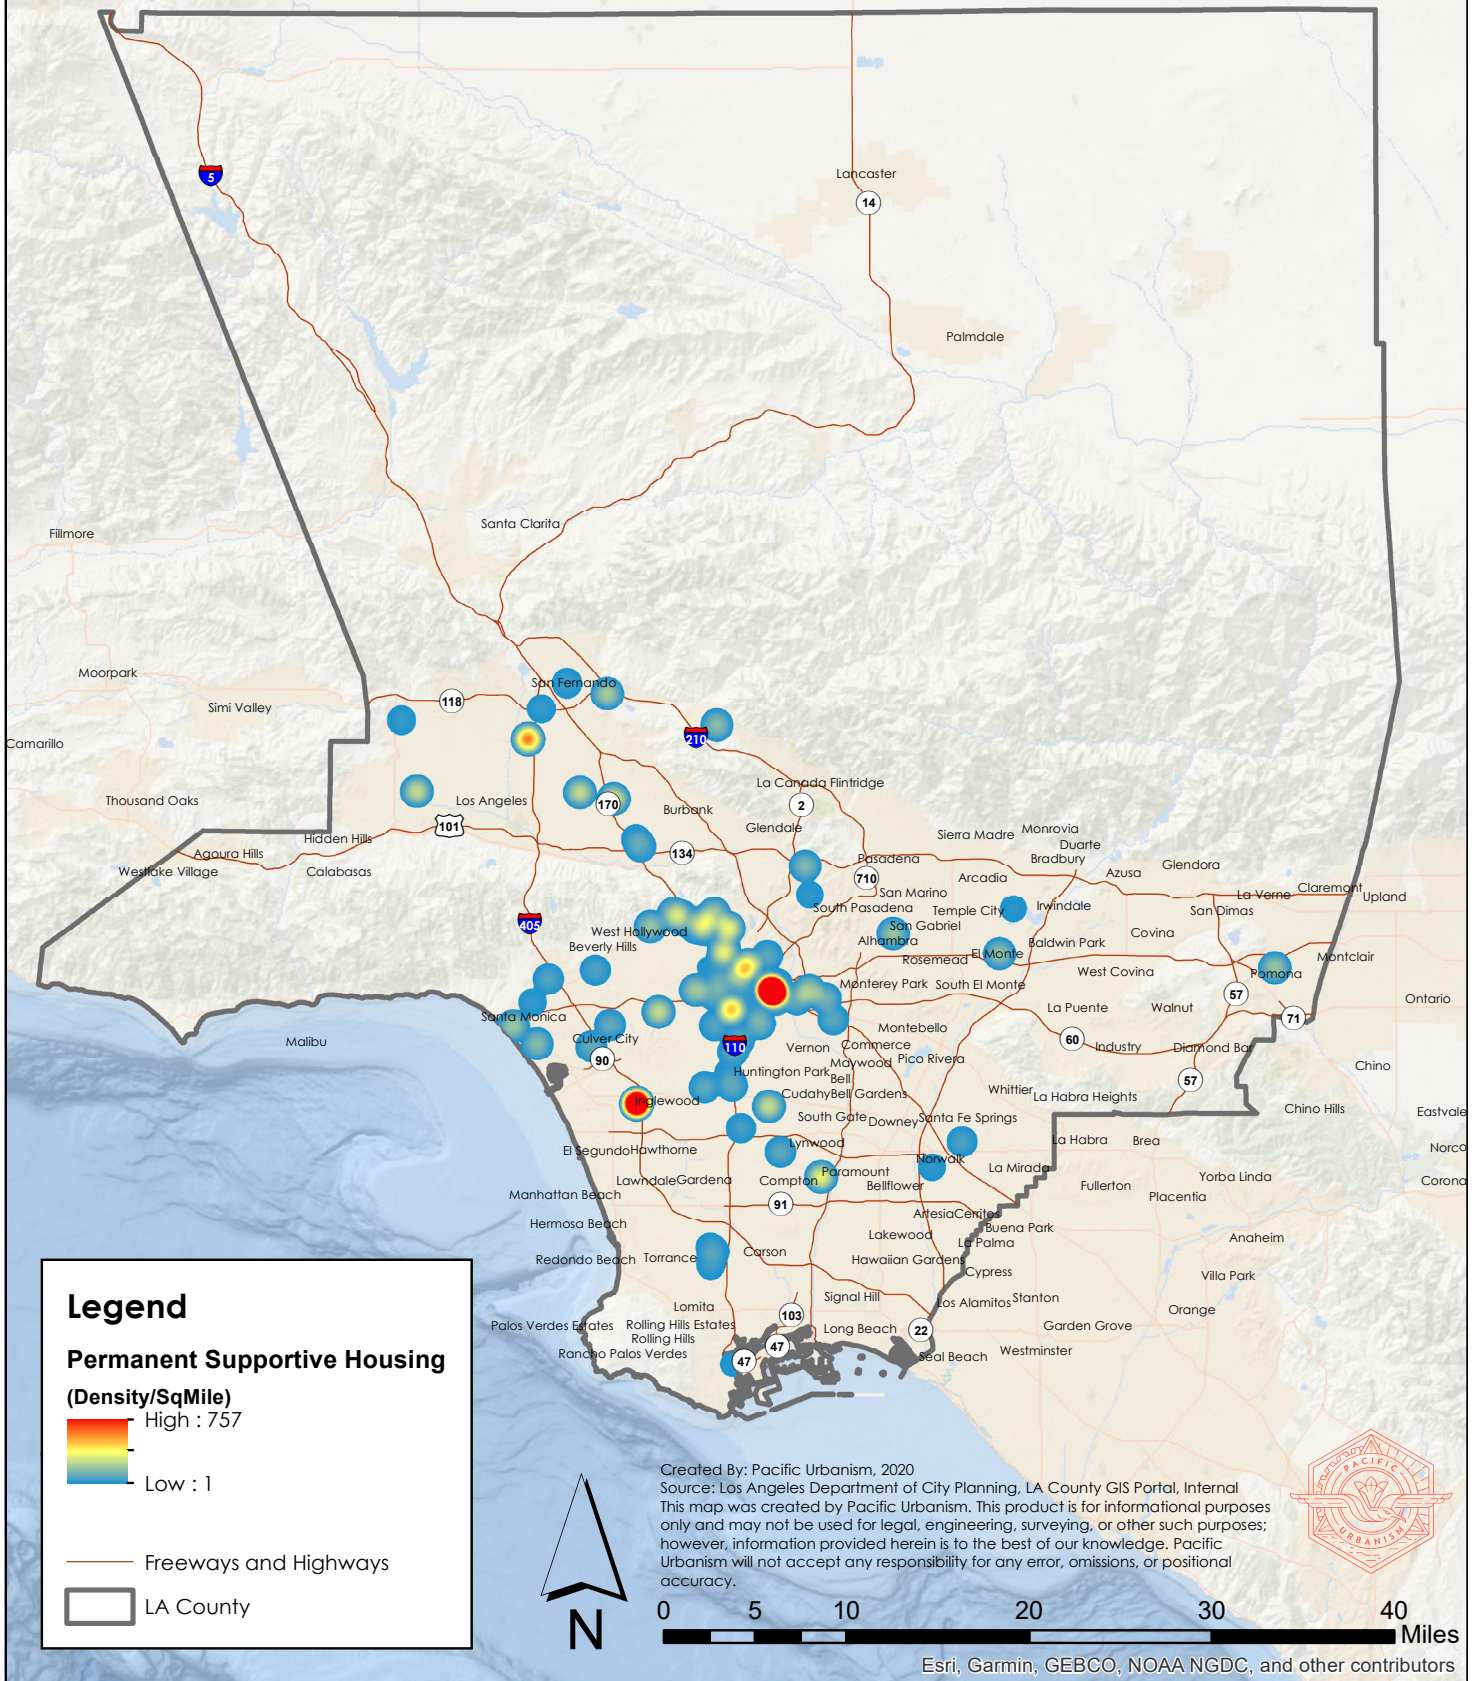 5
Lancaster
14
Palmdale
Santa Clarita
Fillmore
Moorpark
San Fernando
118
Simi Valley
210
Camarillo
La Canada Flintridge
Thousand Oaks
Los Angeles
170
Burbank
2
101
Glendale
Sierra Madre
Monrovia
Duarte
Hidden Hills
Agoura Hills
134
Pasadena
Bradbury
Glendora
Westlake Village
Calabasas
710
Arcadia
Azusa
San Marino
La Verne
Claremont
Upland
405
South Pasadena
Temple City
Irwindale
San Dimas
West Hollywood
San Gabriel
Covina
Beverly Hills
Alhambra
Baldwin Park
Rosemead
El Monte
Montclair
West Covina
Pomona
Monterey Park
South El Monte
57
Ontario
Santa Monica
La Puente
Walnut
71
Malibu
Culver City
110
Montebello
60
Vernon
Commerce
Industry
Diamond Bar
90
Maywood
Pico Rivera
Chino
Huntington Park
Bell
57
Inglewood
Cudahy
Bell Gardens
Whittier
La Habra Heights
Chino Hills
Eastvale
South Gate
Downey
Santa Fe Springs
El Segundo
Hawthorne
Lynwood
La Habra
Brea
Norco
Norwalk
Lawndale
Gardena
Compton
Paramount
La Mirada
Yorba Linda
Corona
Bellflower
Fullerton
Manhattan Beach
91
Placentia
Artesia
Cerritos
Hermosa Beach
Lakewood
Buena Park
La Palma
Anaheim
Redondo Beach
Torrance
Carson
Hawaiian Gardens
Cypress
Villa Park
Signal Hill
Los Alamitos
Stanton
Orange
Lomita
103
Palos Verdes Estates
Rolling Hills Estates
Long Beach
22
Garden Grove
Rolling Hills
47
Rancho Palos Verdes
47
Seal Beach
Westminster
Legend
Permanent Supportive Housing
(Density/SqMile)
High : 757
Low : 1
Freeways and Highways
LA County
N
Created By: Pacific Urbanism, 2020
Source: Los Angeles Department of City Planning, LA County GIS Portal, Internal
This map was created by Pacific Urbanism. This product is for informational purposes
only and may not be used for legal, engineering, surveying, or other such purposes;
however, information provided herein is to the best of our knowledge. Pacific
Urbanism will not accept any responsibility for any error, omissions, or positional
accuracy.
PACIFIC
URBANISM
0 5 10 20 30 40
Miles
Esri, Garmin, GEBCO, NOAA NGDC, and other contributors